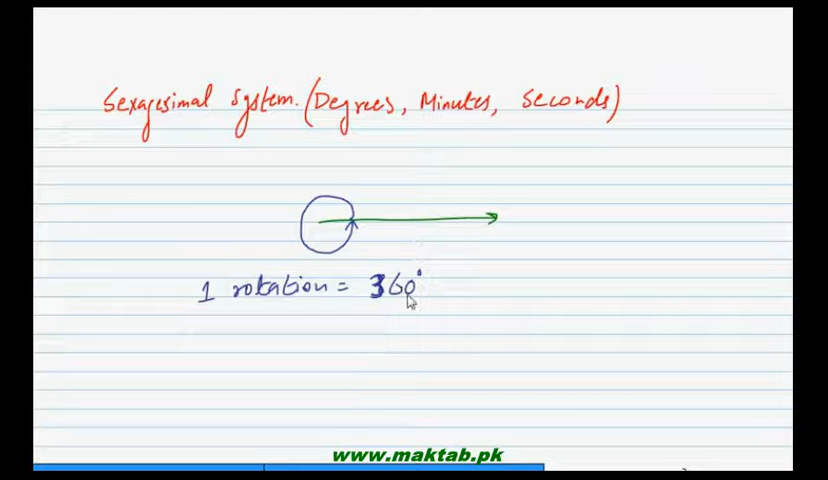 Sexagesimal System. (Degrees, Minutes, Seconds)
1 rotation = 360°
www.maktab.pk